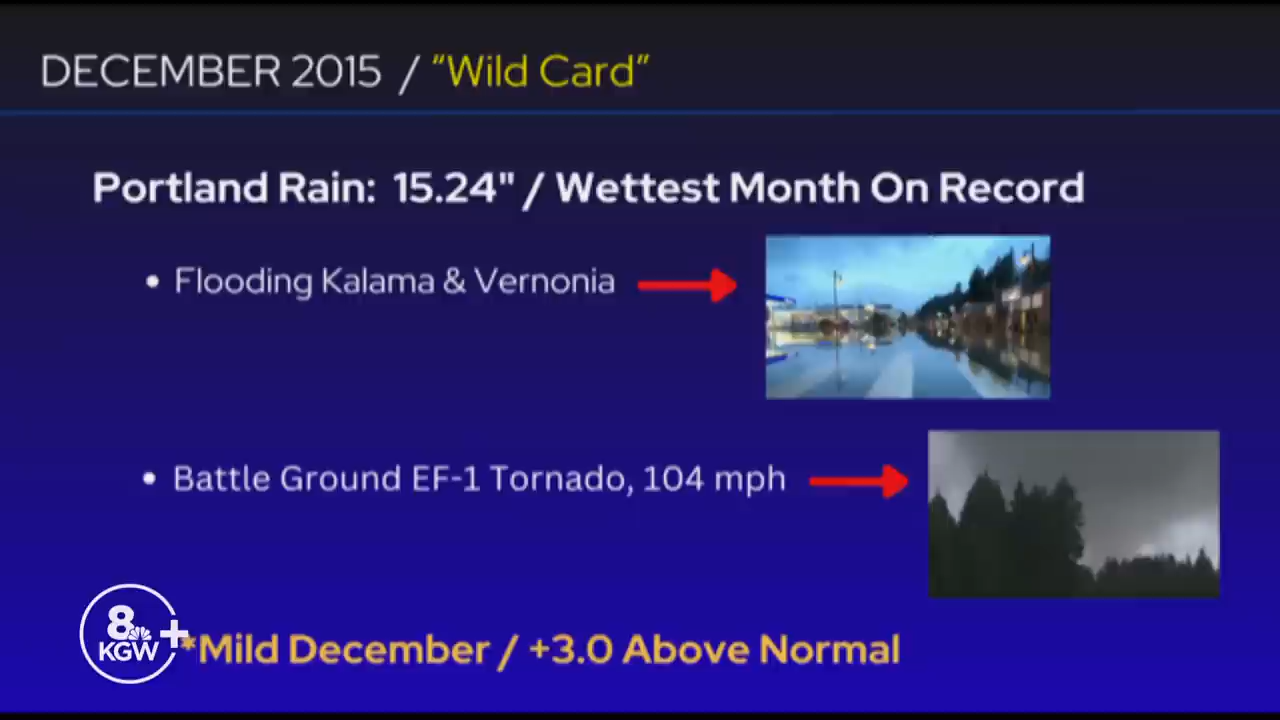 DECEMBER 2015 / “Wild Card”
Portland Rain: 15.24" / Wettest Month On Record
• Flooding Kalama & Vernonia
• Battle Ground EF-1 Tornado, 104 mph
8
KGW+
*Mild December / +3.0 Above Normal